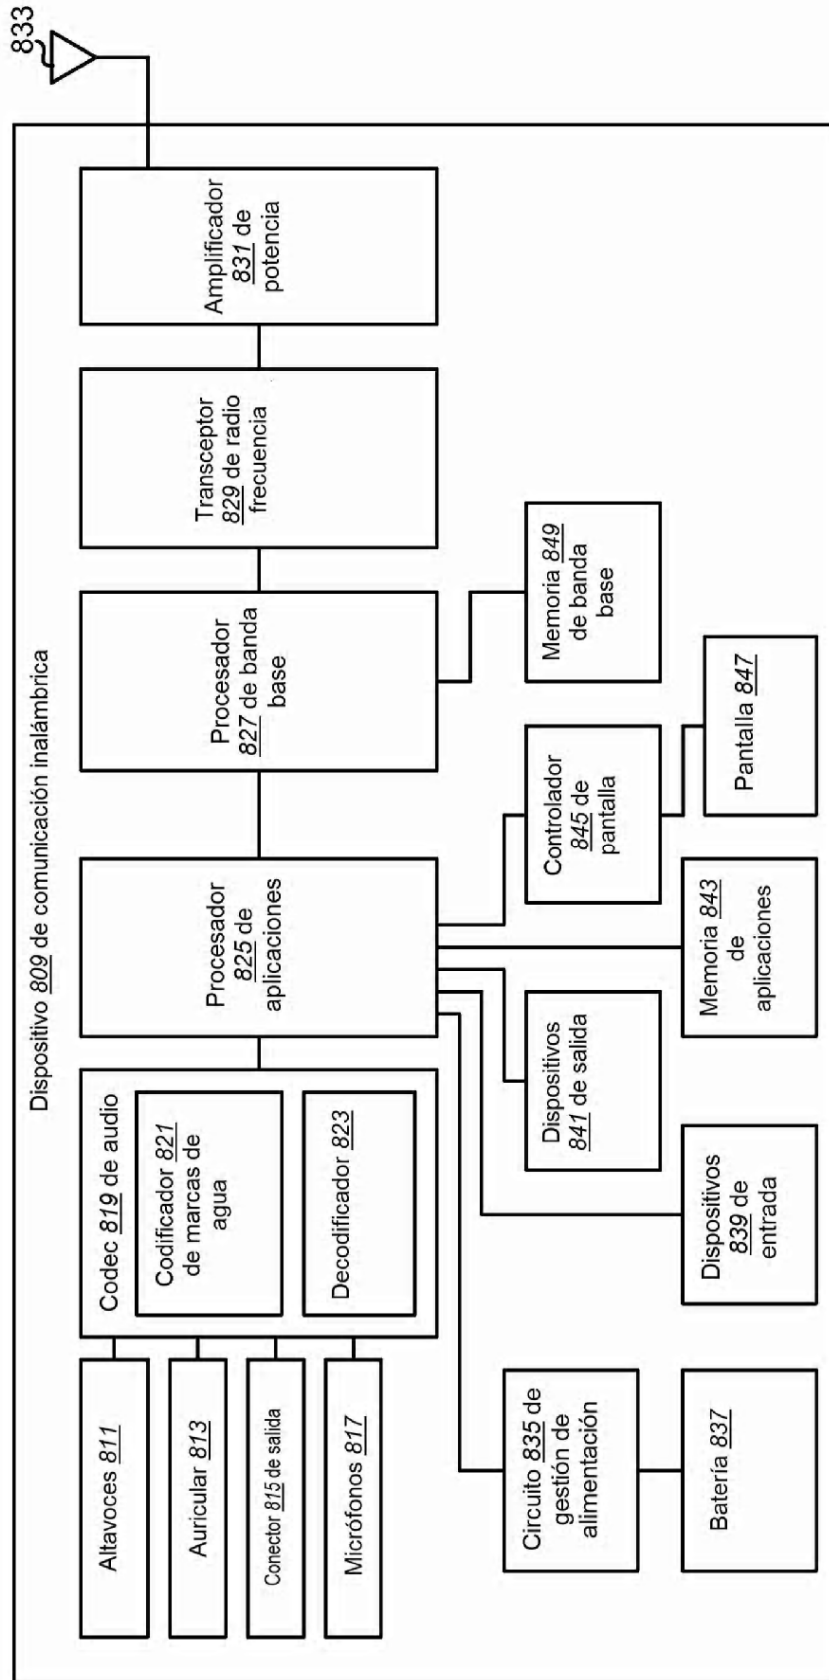 Dispositivo 809 de comunicación inalámbrica
Altavoces 811
Auricular 813
Conector 815 de salida
Micrófonos 817
Codec 819 de audio
Codificador 821
de marcas de
agua
Decodificador 823
Procesador
825 de
aplicaciones
Procesador
827 de banda
base
Transceptor
829 de radio
frecuencia
Amplificador
831 de
potencia
833
Circuito 835 de
gestión de
alimentación
Batería 837
Dispositivos
839 de
entrada
Dispositivos
841 de salida
Memoria 843
de
aplicaciones
Controlador
845 de
pantalla
Pantalla 847
Memoria 849
de banda
base